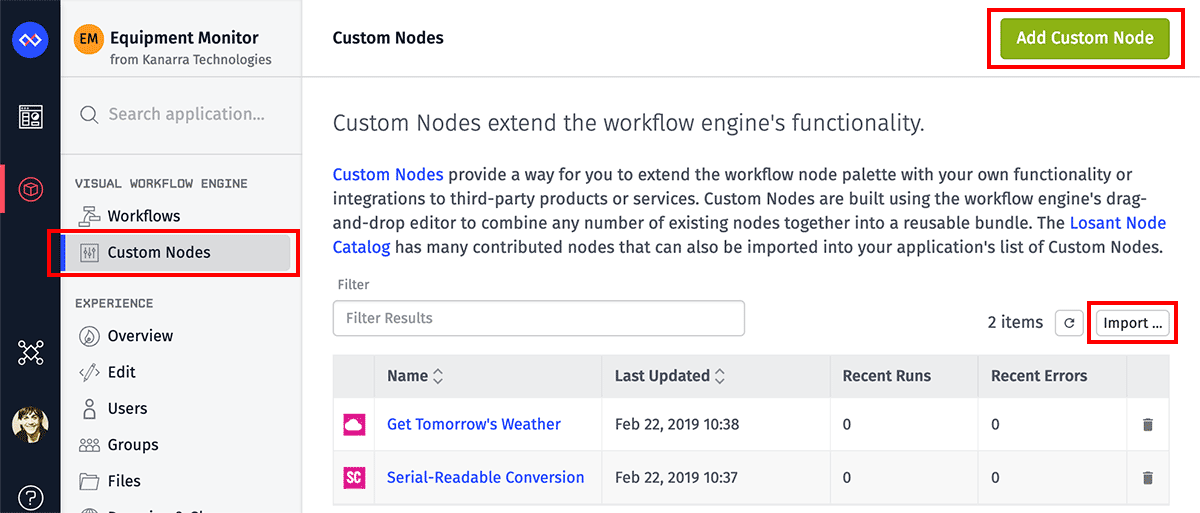 EM
Equipment Monitor
from Kanarra Technologies
Search application...
VISUAL WORKFLOW ENGINE
Workflows
Custom Nodes
EXPERIENCE
Overview
Edit
Users
Groups
Files
?
Custom Nodes
Add Custom Node
Custom Nodes extend the workflow engine's functionality.
Custom Nodes provide a way for you to extend the workflow node palette with your own functionality or
integrations to third-party products or services. Custom Nodes are built using the workflow engine's drag-
and-drop editor to combine any number of existing nodes together into a reusable bundle. The Losant Node
Catalog has many contributed nodes that can also be imported into your application's list of Custom Nodes.
Filter
Filter Results
2 items
Import ...
Name Last Updated Recent Runs Recent Errors
Get Tomorrow's Weather Feb 22, 2019 10:38 0 0
SC Serial-Readable Conversion Feb 22, 2019 10:37 0 0